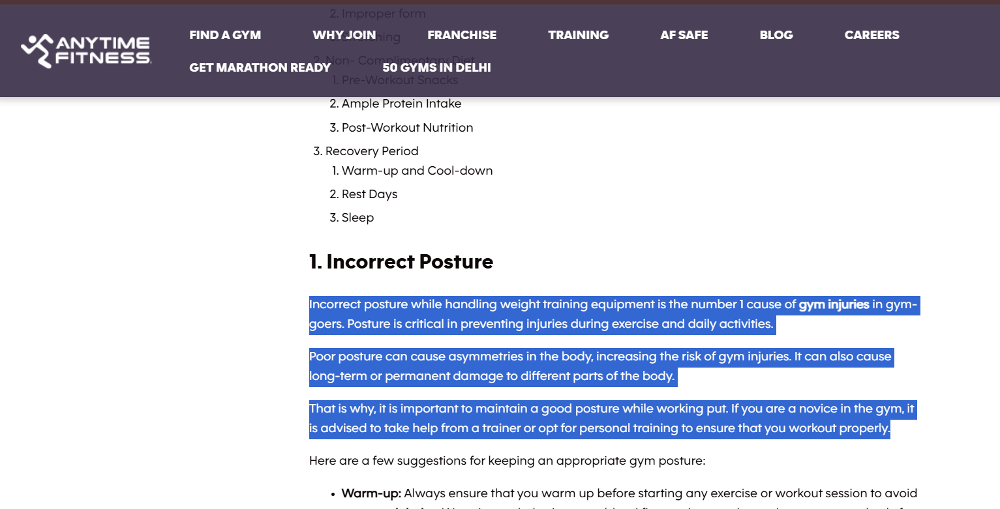 2. Improper form
FIND A GYM WHY JOIN FRANCHISE TRAINING AF SAFE BLOG CAREERS
ANYTIME
FITNESS
2. Non- Complimentary Diet
GET MARATHON READY 50 GYMS IN DELHI
1. Pre-Workout Snacks
2. Ample Protein Intake
3. Post-Workout Nutrition
3. Recovery Period
1. Warm-up and Cool-down
2. Rest Days
3. Sleep
1. Incorrect Posture
Incorrect posture while handling weight training equipment is the number 1 cause of gym injuries in gym-
goers. Posture is critical in preventing injuries during exercise and daily activities.
Poor posture can cause asymmetries in the body, increasing the risk of gym injuries. It can also cause
long-term or permanent damage to different parts of the body.
That is why, it is important to maintain a good posture while working put. If you are a novice in the gym, it
is advised to take help from a trainer or opt for personal training to ensure that you workout properly.
Here are a few suggestions for keeping an appropriate gym posture:
• Warm-up: Always ensure that you warm up before starting any exercise or workout session to avoid